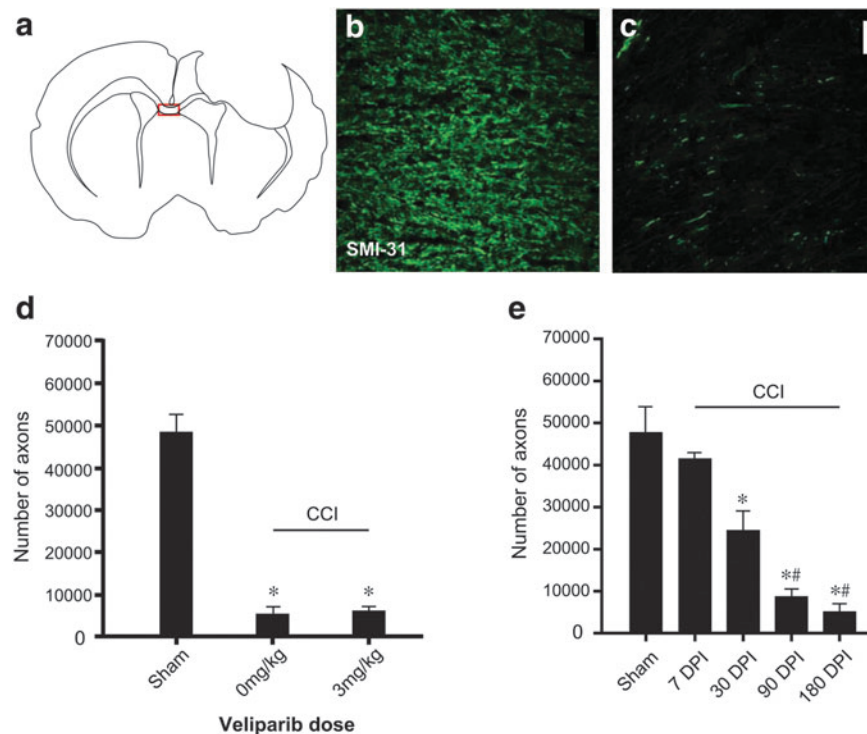 a
b
c
SMI-31
d
Number of axons
70000
60000
50000
40000
30000
20000
10000
0
CCI
*
*
Sham
0mg/kg
3mg/kg
Veliparib dose
e
Number of axons
70000
60000
50000
40000
30000
20000
10000
0
CCI
*
*#
*#
Sham
7 DPI
30 DPI
90 DPI
180 DPI